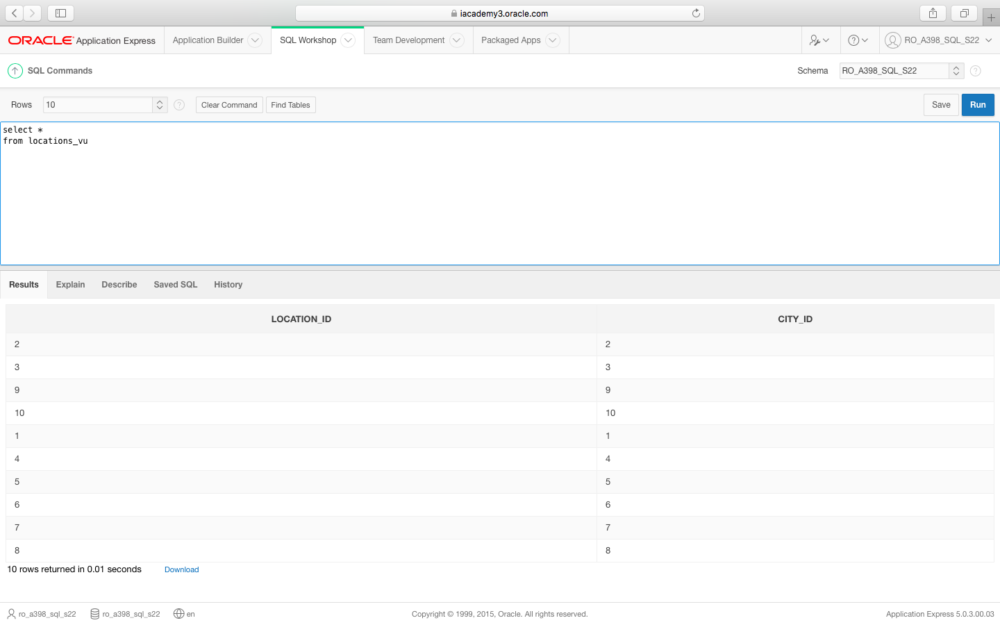 iacademy3.oracle.com
ORACLE Application Express Application Builder SQL Workshop Team Development Packaged Apps RO_A398_SQL_S22
SQL Commands Schema RO_A398_SQL_S22
Rows 10 Clear Command Find Tables Save Run
select *
from locations_vu
Results Explain Describe Saved SQL History
LOCATION_ID CITY_ID
2 2
3 3
9 9
10 10
1 1
4 4
5 5
6 6
7 7
8 8
10 rows returned in 0.01 seconds Download
ro_a398_sql_s22 ro_a398_sql_s22 en Copyright © 1999, 2015, Oracle. All rights reserved. Application Express 5.0.3.00.03